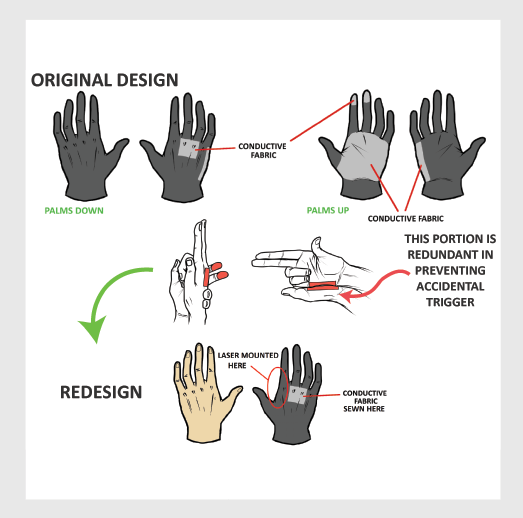 ORIGINAL DESIGN
CONDUCTIVE
FABRIC
PALMS DOWN
PALMS UP
CONDUCTIVE FABRIC
THIS PORTION IS
REDUNDANT IN
PREVENTING
ACCIDENTAL
TRIGGER
REDESIGN
LASER MOUNTED
HERE
CONDUCTIVE
FABRIC
SEWN HERE